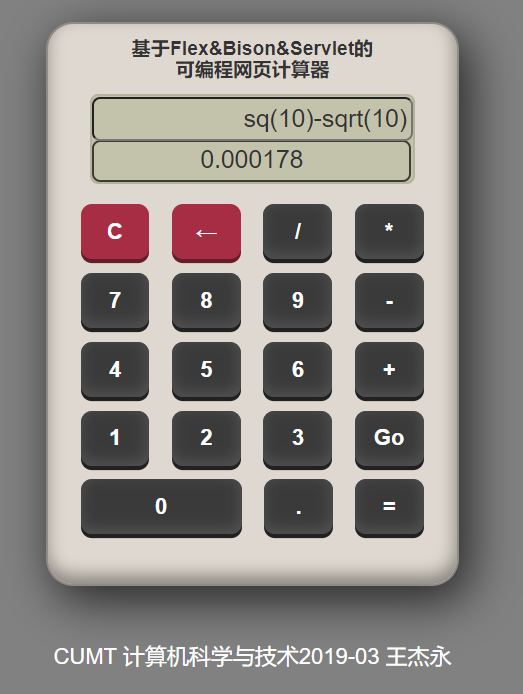 基于Flex&Bison&Servlet的
可编程网页计算器
sq(10)-sqrt(10)
0.000178
C ← / *
7 8 9 -
4 5 6 +
1 2 3 Go
0 . =
CUMT 计算机科学与技术2019-03 王杰永